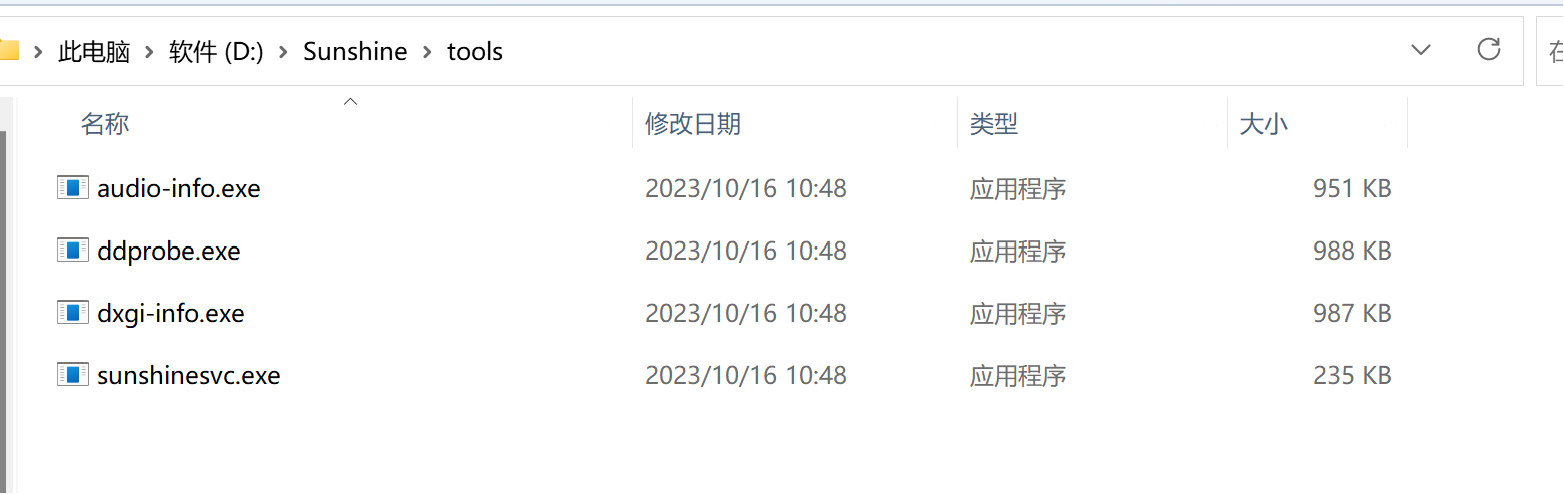 此电脑 > 软件 (D:) > Sunshine > tools
名称 修改日期 类型 大小
audio-info.exe 2023/10/16 10:48 应用程序 951 KB
ddprobe.exe 2023/10/16 10:48 应用程序 988 KB
dxgi-info.exe 2023/10/16 10:48 应用程序 987 KB
sunshinesvc.exe 2023/10/16 10:48 应用程序 235 KB